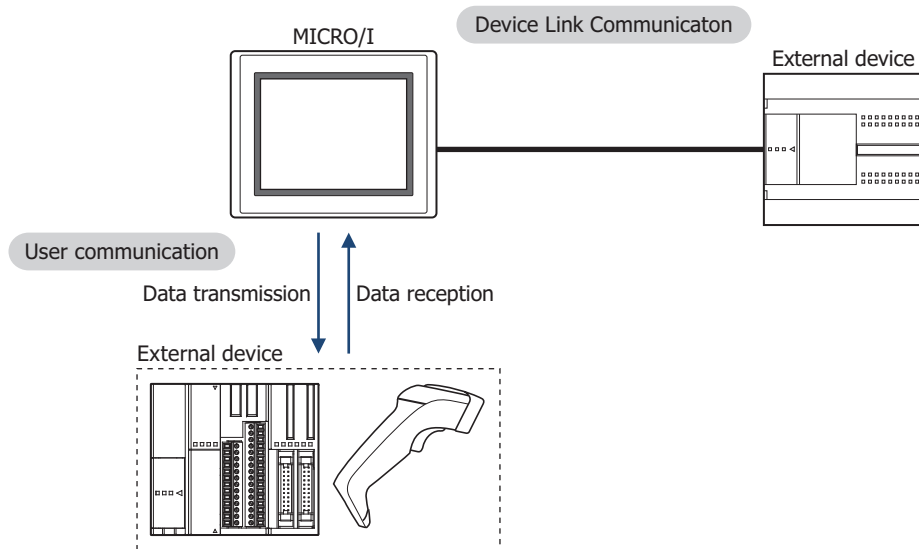 Device Link Communicaton
MICRO/I
External device
User communication
Data transmission
Data reception
External device